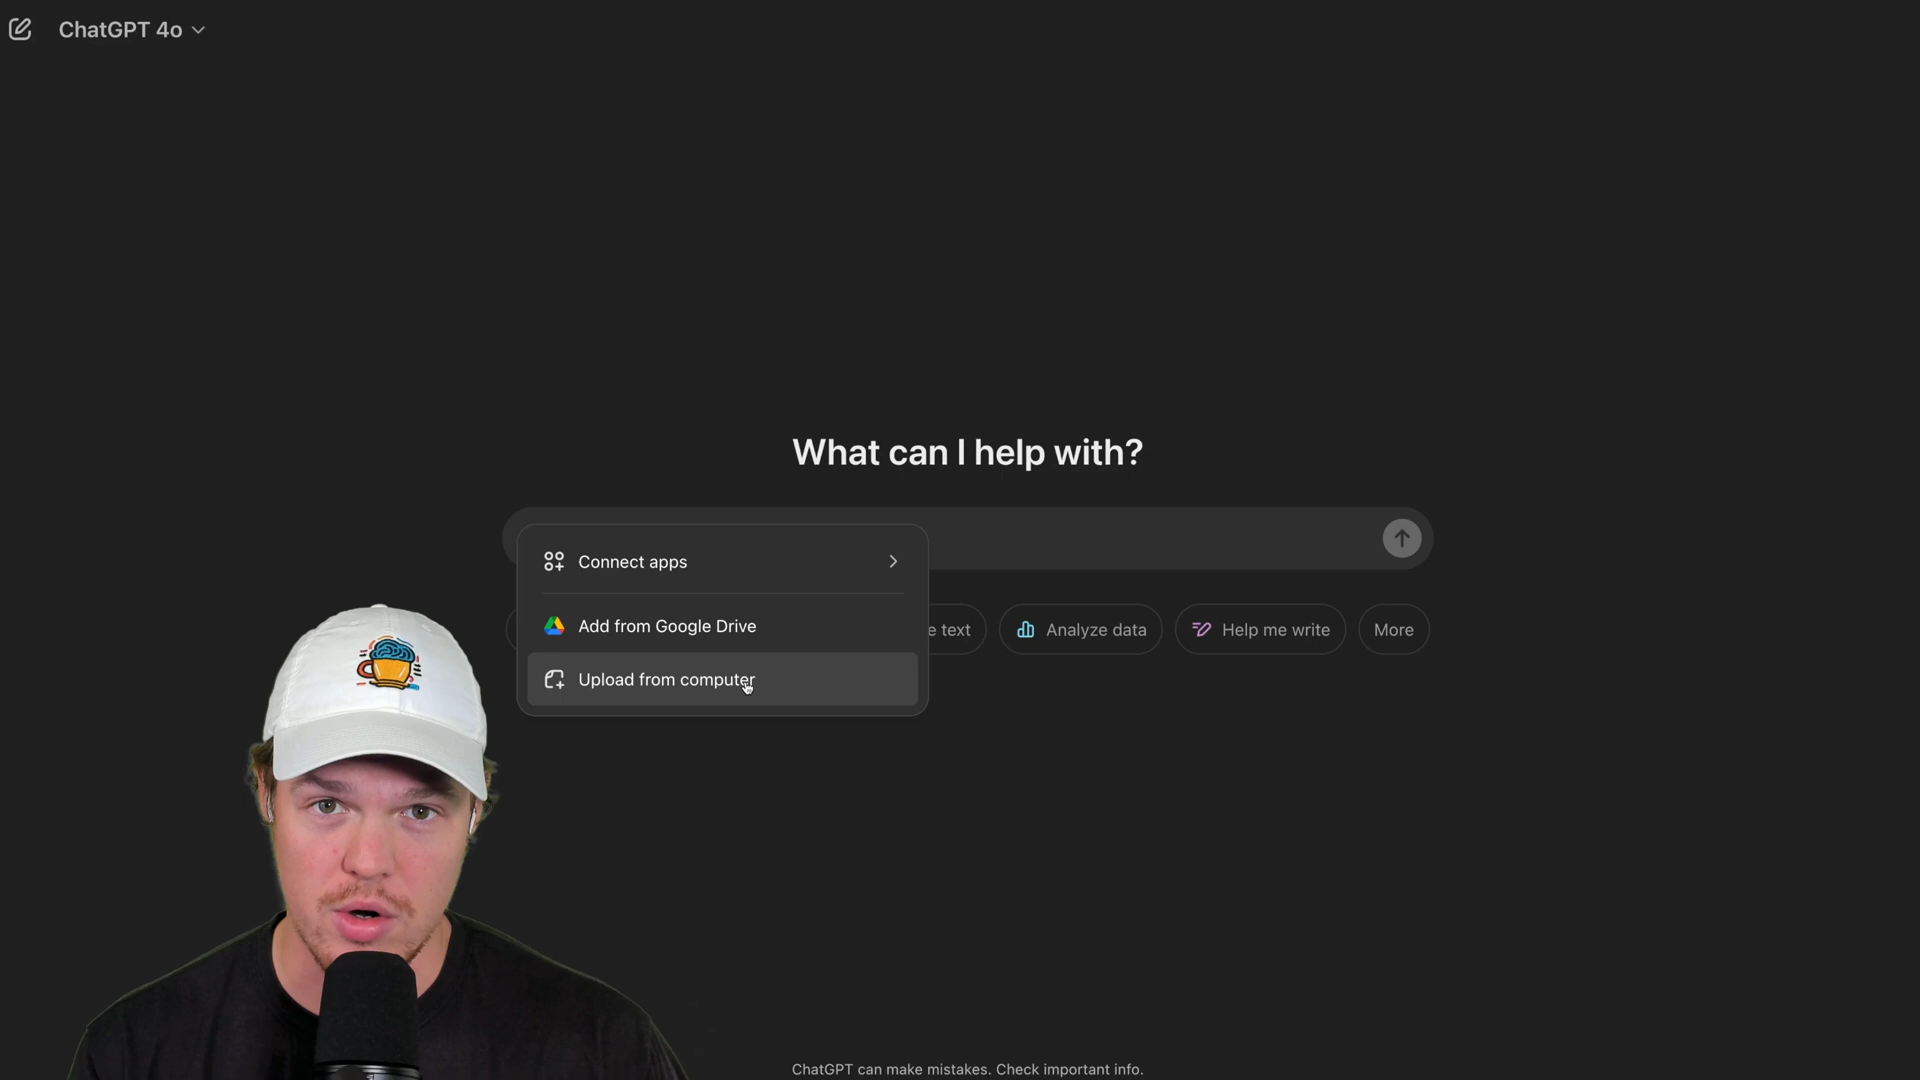 ChatGPT 4o
What can I help with?
Connect apps
Add from Google Drive
Upload from computer
e text
Analyze data
Help me write
More
ChatGPT can make mistakes. Check important info.